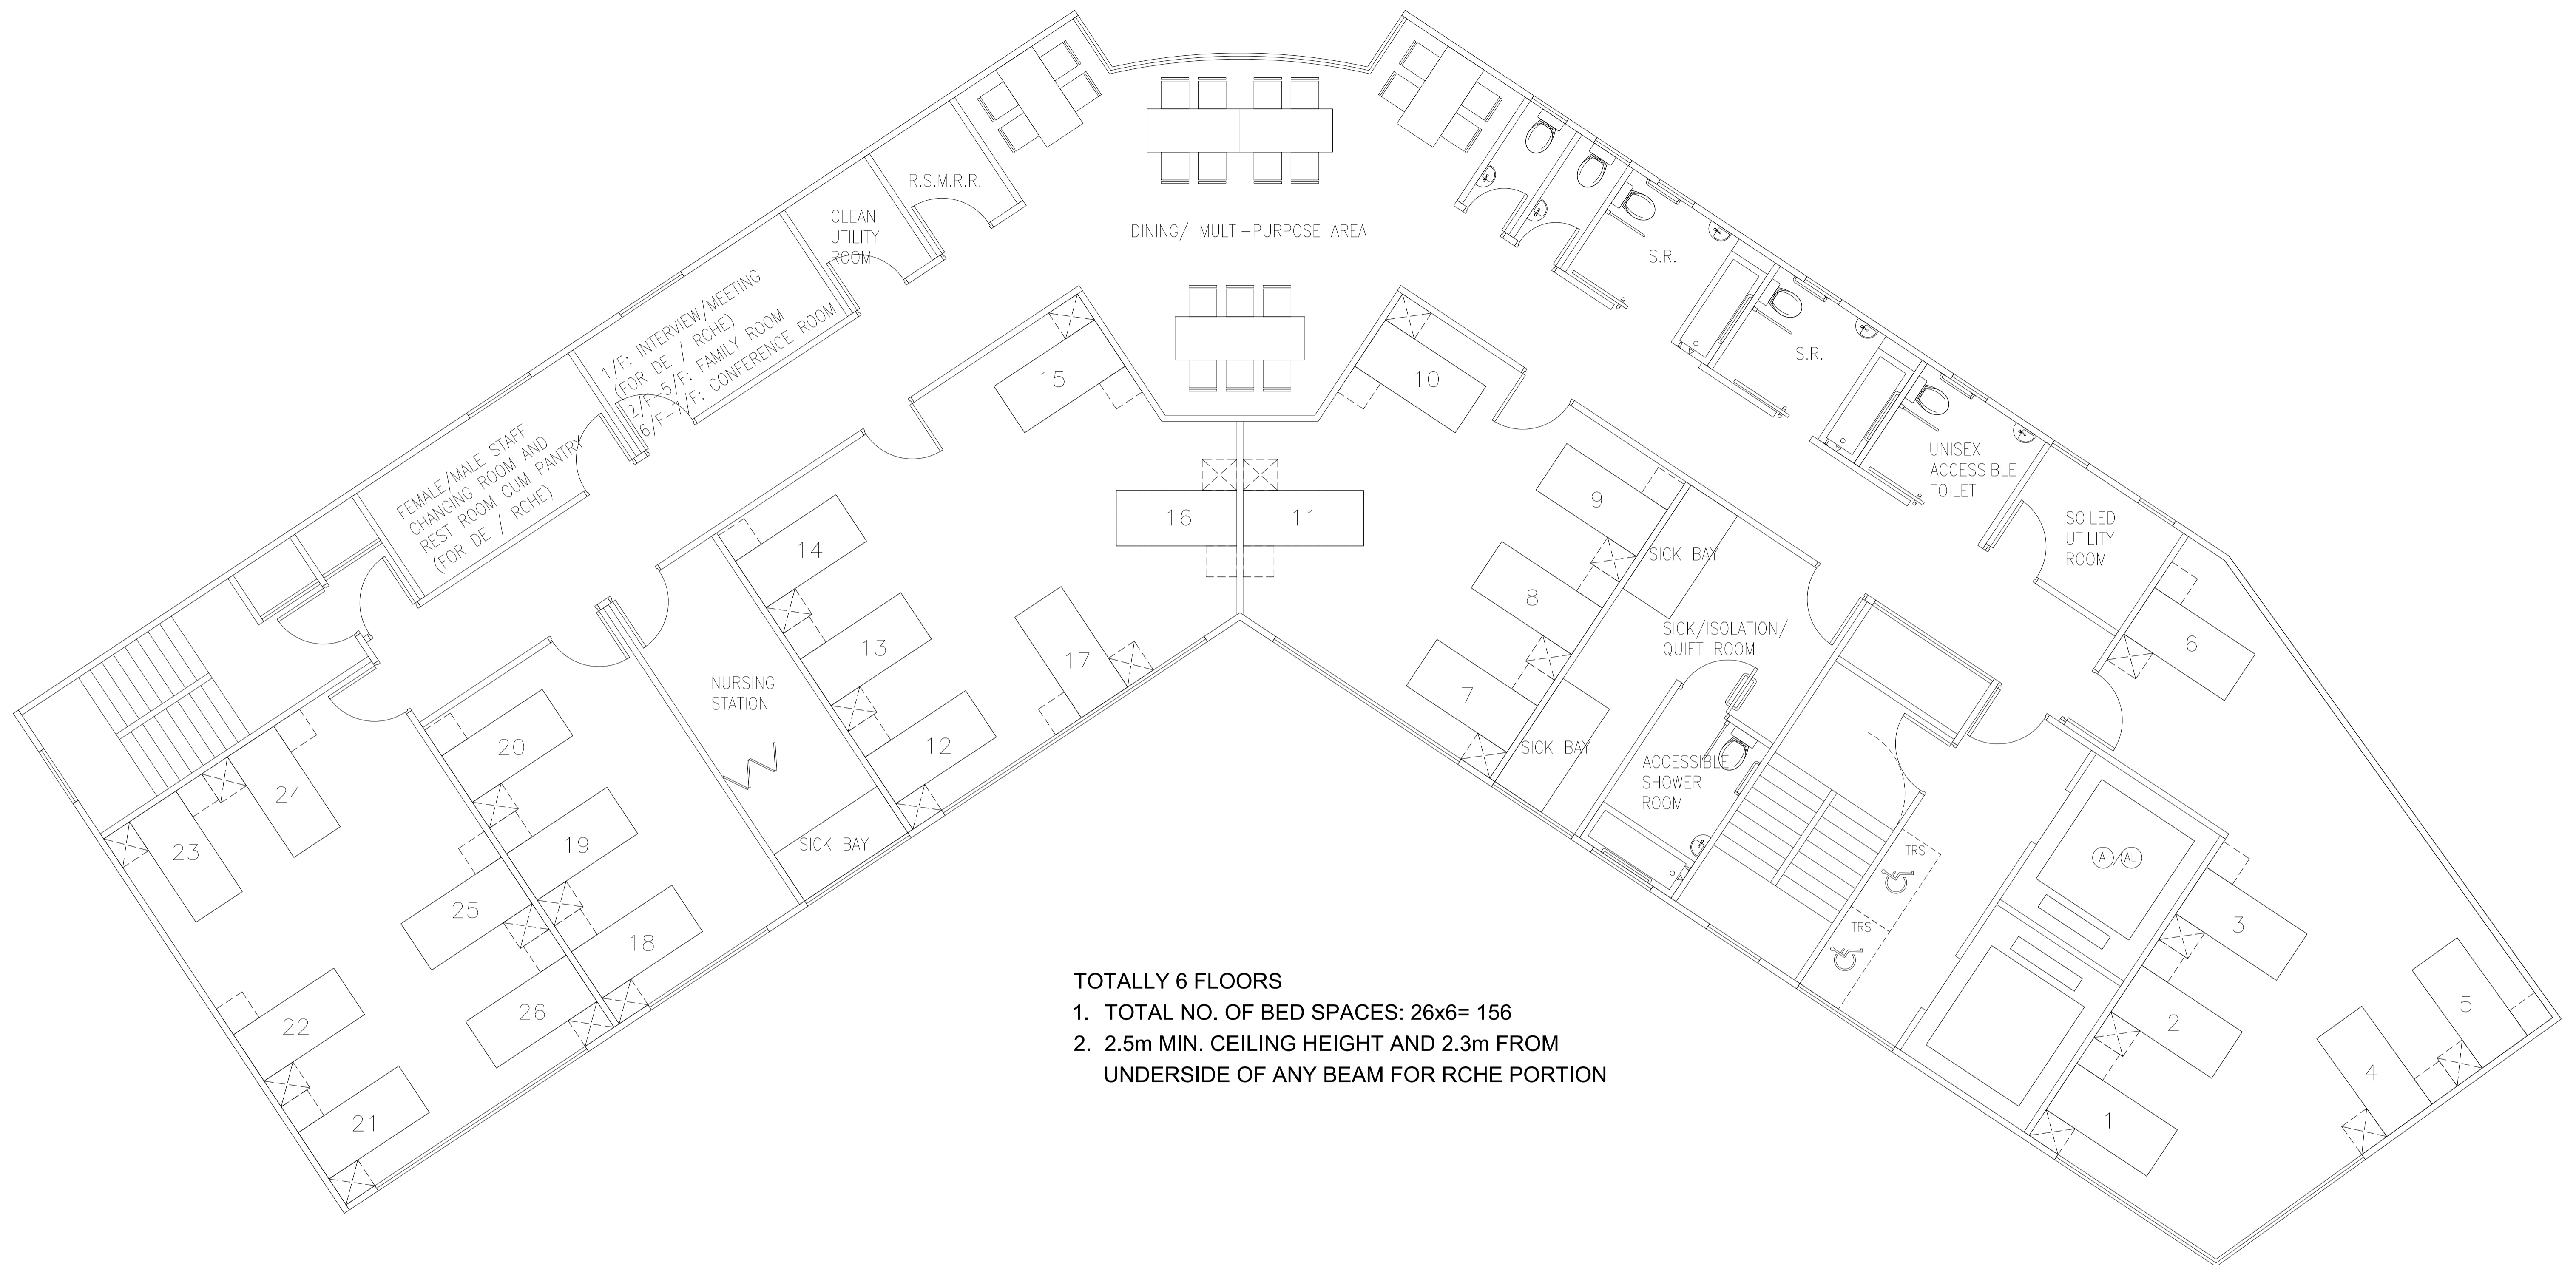 R.S.M.R.R.
CLEAN
UTILITY
ROOM
DINING/ MULTI-PURPOSE AREA
1/F: INTERVIEW/MEETING
(FOR DE / RCHE)
2/F-5/F: FAMILY ROOM
6/F-7/F: CONFERENCE ROOM
FEMALE/MALE STAFF
CHANGING ROOM AND
REST ROOM CUM PANTRY
(FOR DE / RCHE)
S.R.
S.R.
UNISEX
ACCESSIBLE
TOILET
SOILED
UTILITY
ROOM
15
10
16
11
14
13
12
17
9
8
7
SICK BAY
SICK/ISOLATION/
QUIET ROOM
SICK BAY
ACCESSIBLE
SHOWER
ROOM
6
NURSING
STATION
SICK BAY
20
19
18
24
23
25
26
22
21
TRS
TRS
A/AL
3
2
1
5
4
TOTALLY 6 FLOORS
1. TOTAL NO. OF BED SPACES: 26x6= 156
2. 2.5m MIN. CEILING HEIGHT AND 2.3m FROM
UNDERSIDE OF ANY BEAM FOR RCHE PORTION